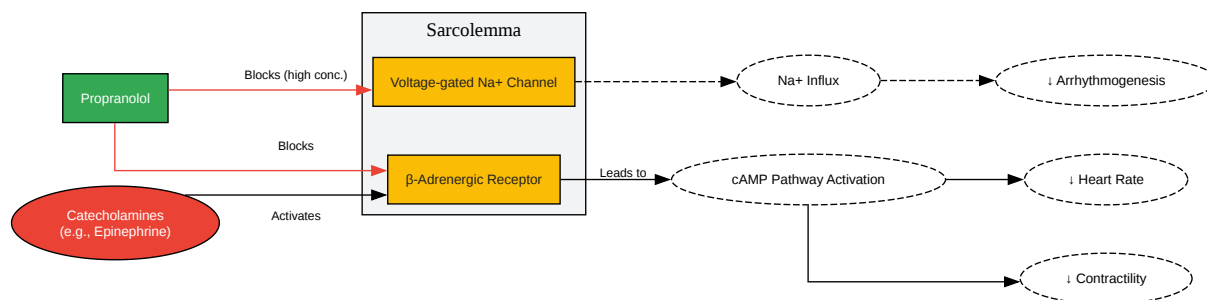 Sarcolemma
Blocks (high conc.)
Voltage-gated Na+ Channel
Na+ Influx
↓ Arrhythmogenesis
Propranolol
Blocks
β-Adrenergic Receptor
Leads to
cAMP Pathway Activation
↓ Heart Rate
Catecholamines
(e.g., Epinephrine)
Activates
↓ Contractility